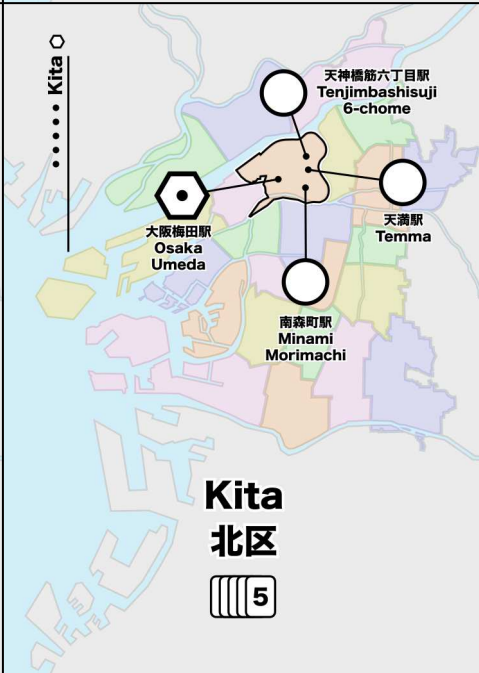 Kita
天神橋筋六丁目駅
Tenjimbashisuji
6-chome
大阪梅田駅
Osaka
Umeda
天満駅
Temma
南森町駅
Minami
Morimachi
Kita
北区
5